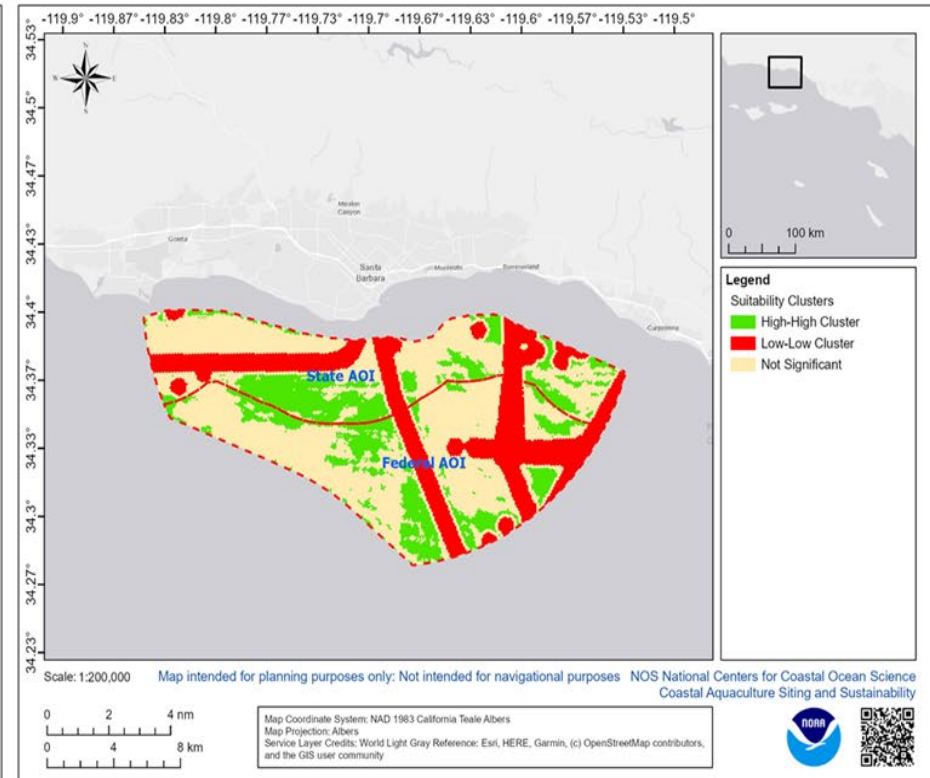 -119.9° -119.87° -119.83° -119.8° -119.77° -119.73° -119.7° -119.67° -119.63° -119.6° -119.57° -119.53° -119.5°
34.53°
34.5°
34.47°
34.43°
34.4°
34.37°
34.33°
34.3°
34.27°
34.23°
N
W E
S
Mission
Canyon
Goleta
Santa
Barbara
Montecito
Summerland
Carpinteria
State AOI
Federal AOI
0 100 km
Legend
Suitability Clusters
High-High Cluster
Low-Low Cluster
Not Significant
Scale: 1:200,000
Map intended for planning purposes only: Not intended for navigational purposes
NOS National Centers for Coastal Ocean Science
Coastal Aquaculture Siting and Sustainability
0 2 4 nm
0 4 8 km
Map Coordinate System: NAD 1983 California Teale Albers
Map Projection: Albers
Service Layer Credits: World Light Gray Reference: Esri, HERE, Garmin, (c) OpenStreetMap contributors,
and the GIS user community
NOAA